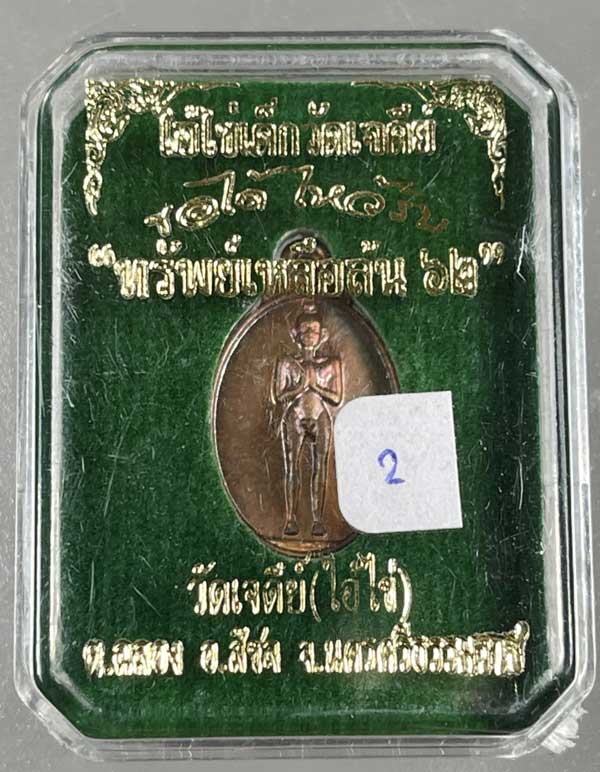 ไอ้ไข่เด็กวัดเจดีย์
ขอได้ไหว้รับ
“ทรัพย์เหลือล้น ๖๒”
2
วัดเจดีย์(ไอ้ไข่)
ต.ฉลอง อ.สิชล จ.นครศรีธรรมราช